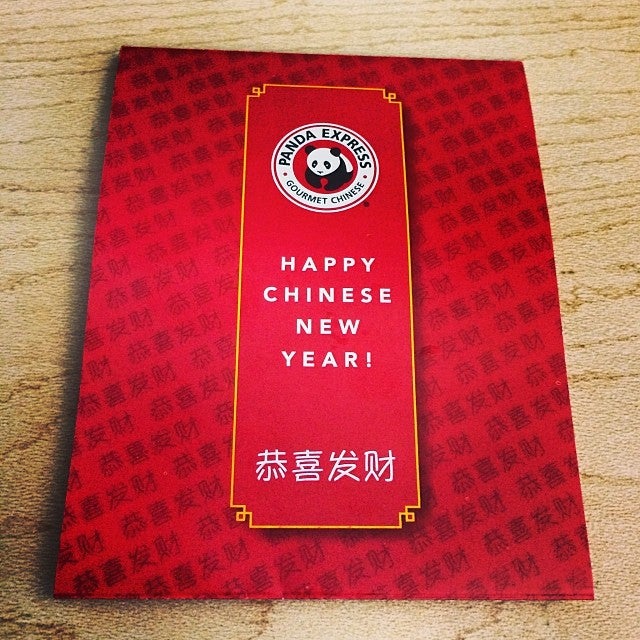 PANDA EXPRESS
GOURMET CHINESE
HAPPY
CHINESE
NEW
YEAR!
恭喜发财